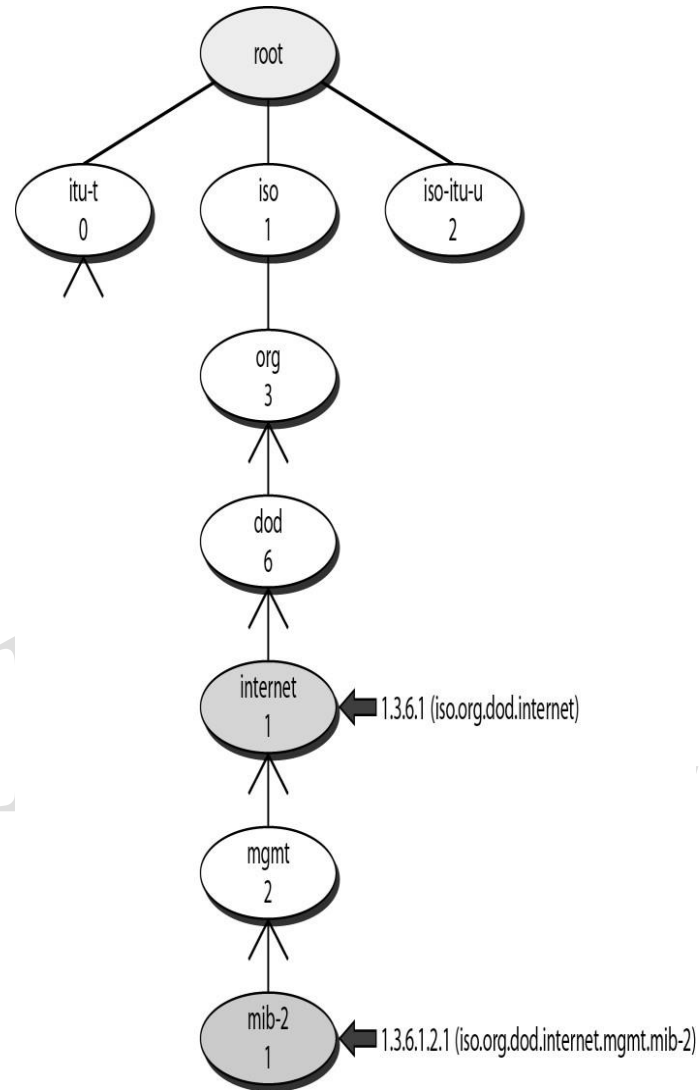 root
itu-t
0
iso
1
iso-itu-u
2
org
3
dod
6
internet
1
1.3.6.1 (iso.org.dod.internet)
mgmt
2
mib-2
1
1.3.6.1.2.1 (iso.org.dod.internet.mgmt.mib-2)